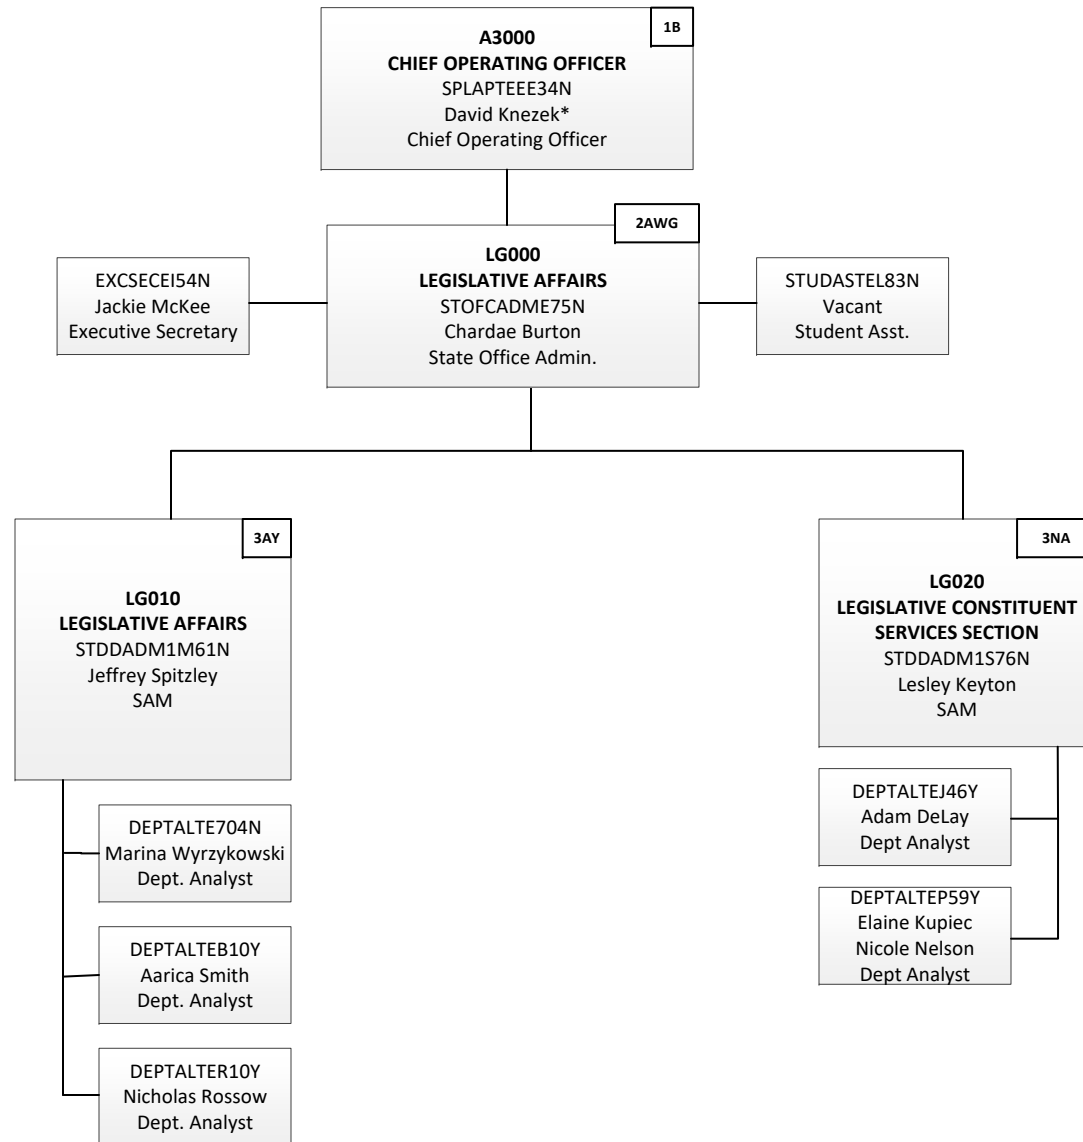 1B
A3000
CHIEF OPERATING OFFICER
SPLAPTEEE34N
David Knezek*
Chief Operating Officer
2AWG
LG000
LEGISLATIVE AFFAIRS
STOFCADME75N
Chardae Burton
State Office Admin.
EXCSECEI54N
Jackie McKee
Executive Secretary
STUDASTEL83N
Vacant
Student Asst.
3AY
LG010
LEGISLATIVE AFFAIRS
STDDADM1M61N
Jeffrey Spitzley
SAM
DEPTALTE704N
Marina Wyrzykowski
Dept. Analyst
DEPTALTEB10Y
Aarica Smith
Dept. Analyst
DEPTALTER10Y
Nicholas Rossow
Dept. Analyst
3NA
LG020
LEGISLATIVE CONSTITUENT
SERVICES SECTION
STDDADM1S76N
Lesley Keyton
SAM
DEPTALTEJ46Y
Adam DeLay
Dept Analyst
DEPTALTEP59Y
Elaine Kupiec
Nicole Nelson
Dept Analyst